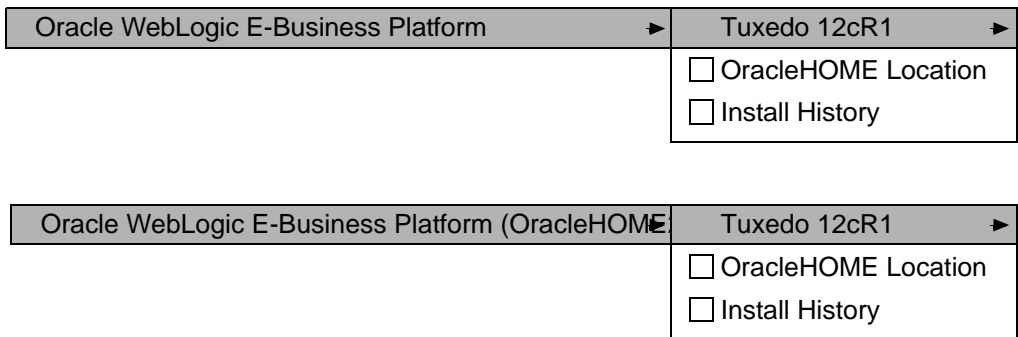 Oracle WebLogic E-Business Platform Tuxedo 12cR1
OracleHOME Location
Install History
Oracle WebLogic E-Business Platform (OracleHOME Tuxedo 12cR1
OracleHOME Location
Install History